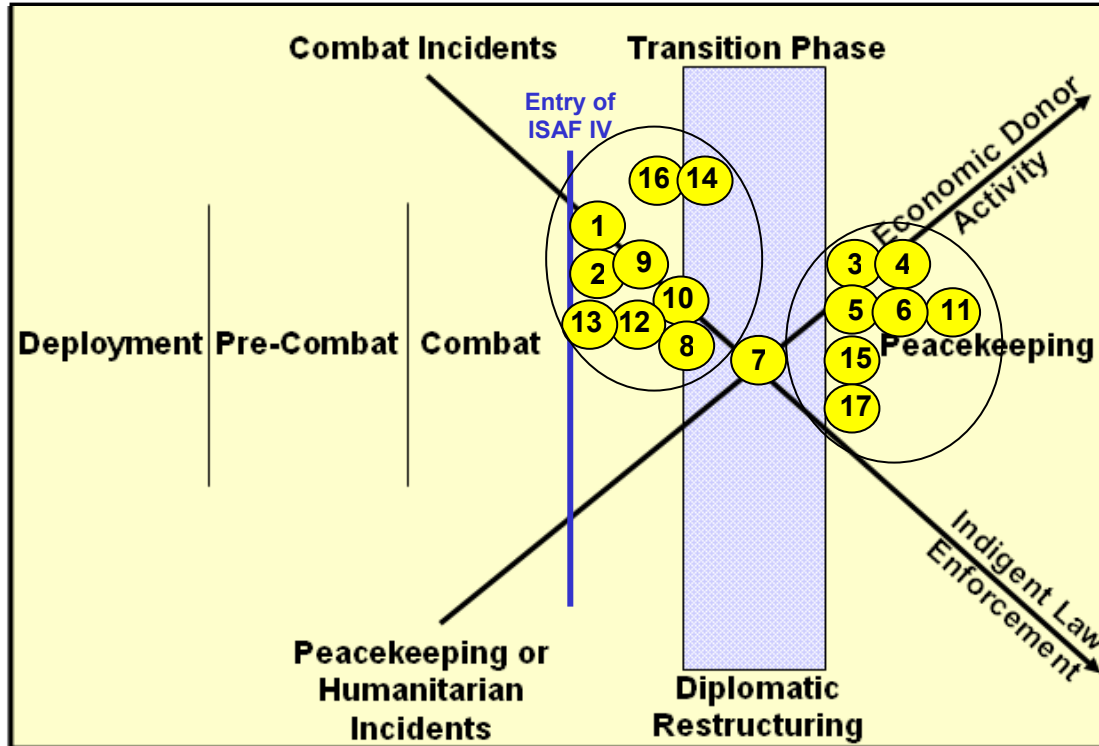 Combat Incidents
Transition Phase
Entry of
ISAF IV
Economic Donor
Activity
16
14
1
2
9
10
13
12
8
7
3
4
5
6
11
15
17
Deployment
Pre-Combat
Combat
Peacekeeping
Indigent Law
Enforcement
Peacekeeping or
Humanitarian
Incidents
Diplomatic
Restructuring